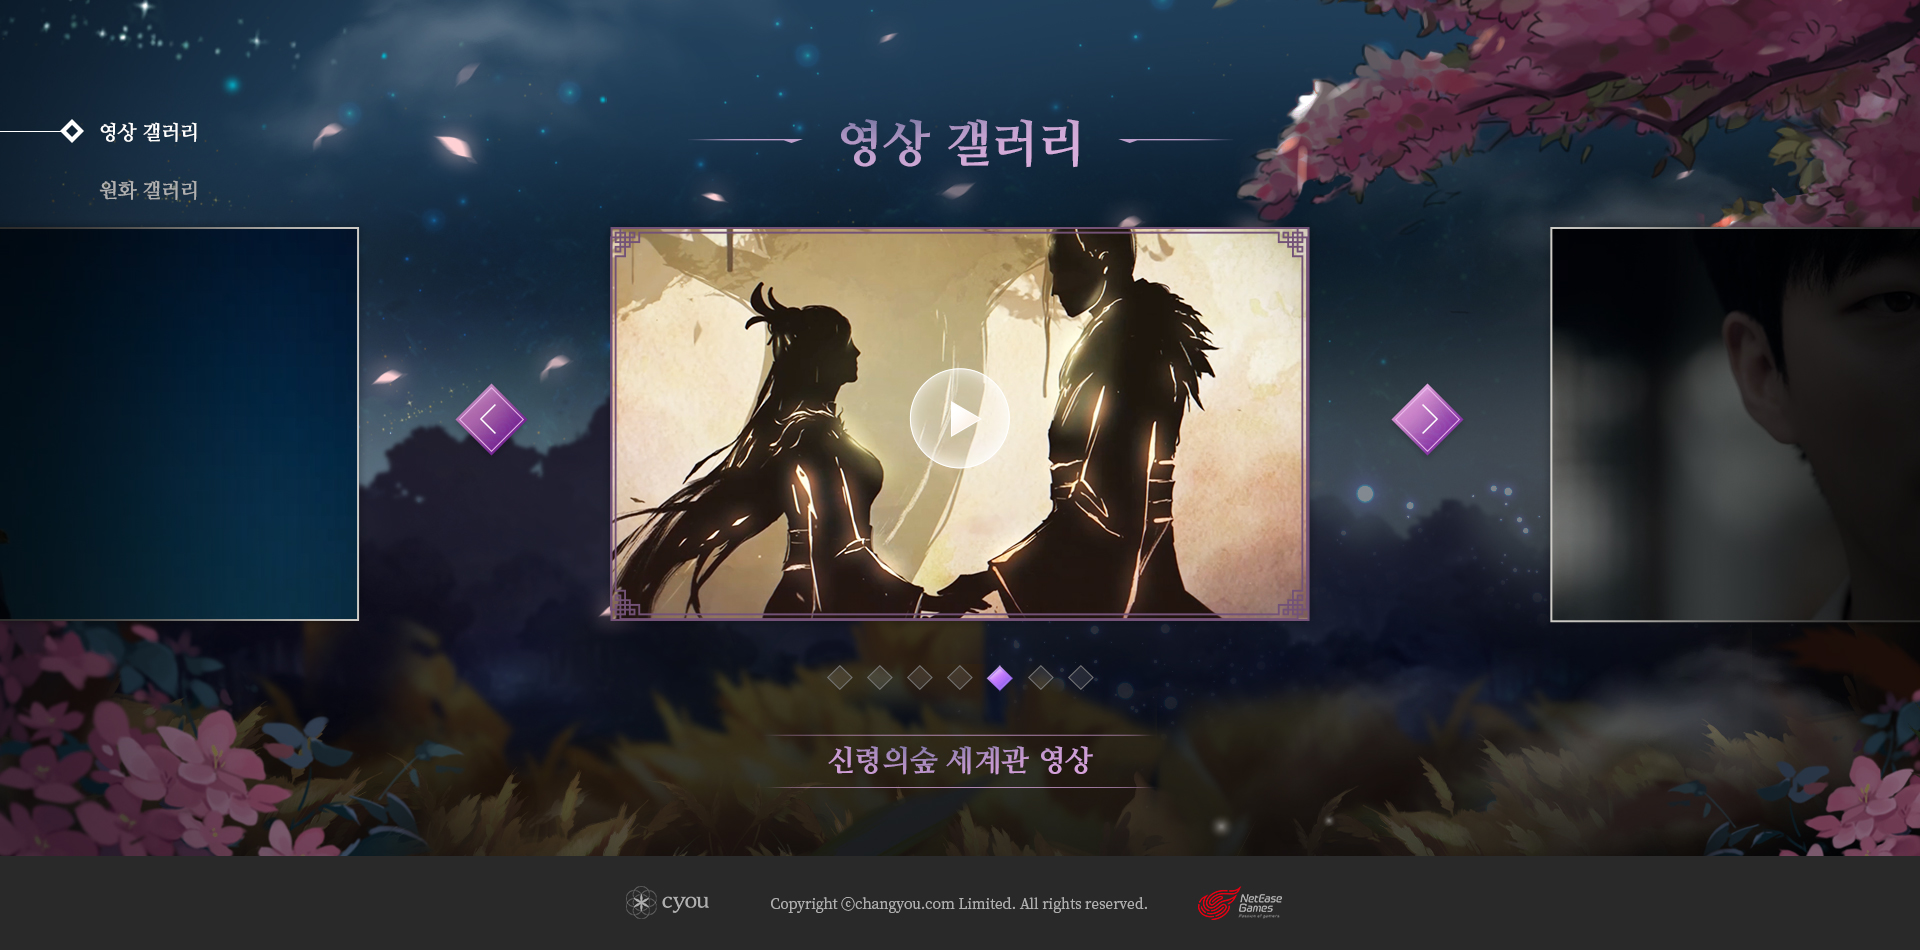 영상 갤러리
원화 갤러리
영상 갤러리
신령의숲 세계관 영상
cyou
Copyright ⓒchangyou.com Limited. All rights reserved.
NetEase
Games